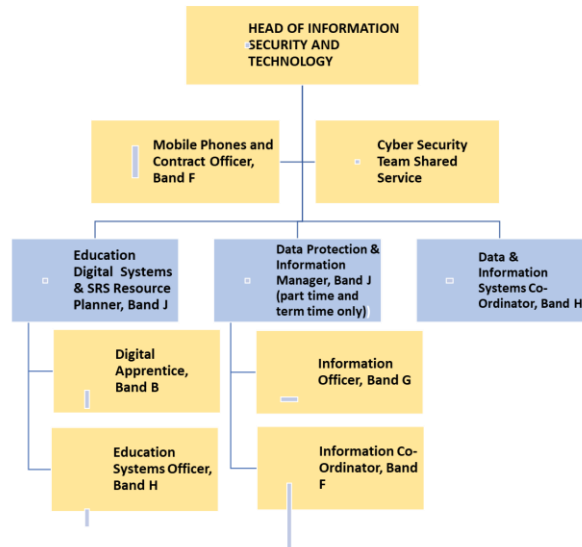 HEAD OF INFORMATION
SECURITY AND
TECHNOLOGY
Mobile Phones and
Contract Officer,
Band F
Cyber Security
Team Shared
Service
Education
Digital Systems
& SRS Resource
Planner, Band J
Data Protection &
Information
Manager, Band J
(part time and
term time only)
Data &
Information
Systems Co-
Ordinator, Band H
Digital
Apprentice,
Band B
Information
Officer, Band G
Education
Systems Officer,
Band H
Information Co-
Ordinator, Band
F